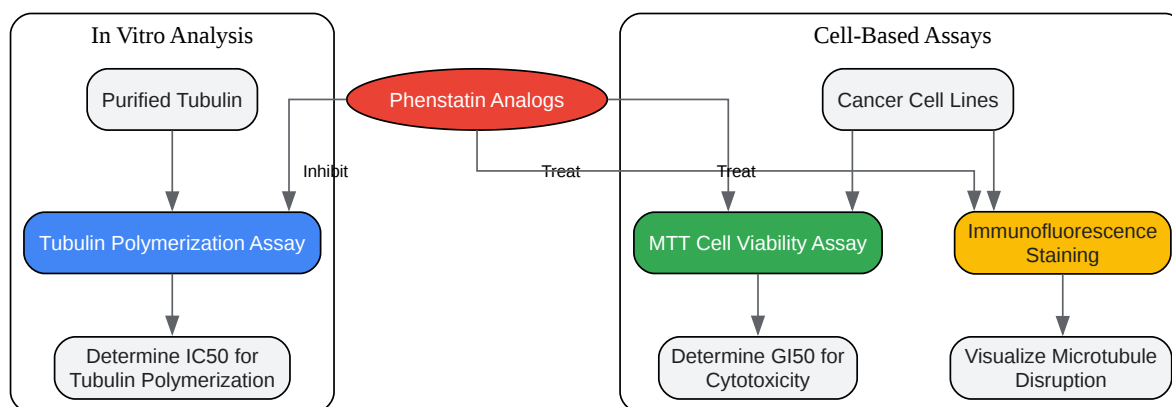 In Vitro Analysis
Cell-Based Assays
Purified Tubulin
Phenstatin Analogs
Cancer Cell Lines
Inhibit
Treat
Treat
Tubulin Polymerization Assay
MTT Cell Viability Assay
Immunofluorescence
Staining
Determine IC50 for
Tubulin Polymerization
Determine GI50 for
Cytotoxicity
Visualize Microtubule
Disruption